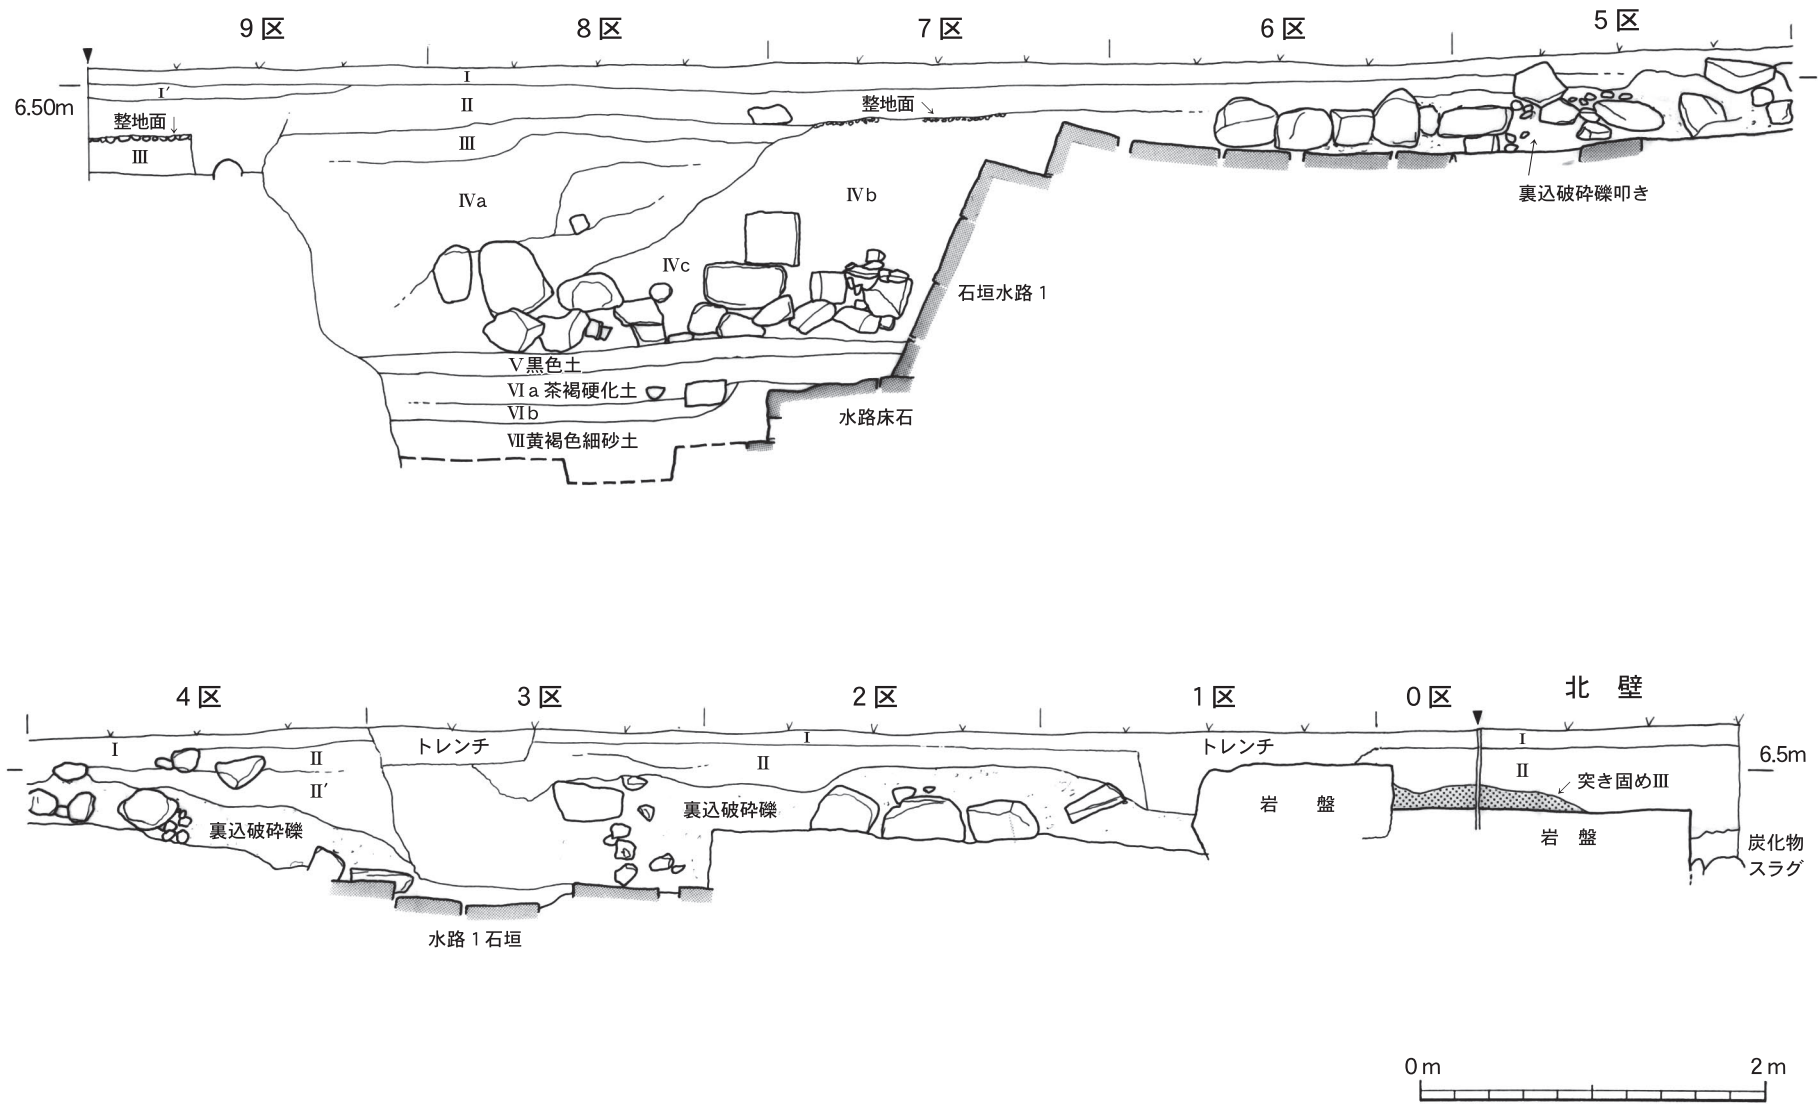 9区 8区 7区 6区 5区
6.50m
I
I′
II
整地面
整地面
III
III
IVa
IVb
IVc
裏込破砕礫叩き
石垣水路1
V黒色土
VIa茶褐硬化土
VIb
水路床石
VII黄褐色細砂土
4区 3区 2区 1区 0区 北壁
I
トレンチ
I
トレンチ
I
II
II
II
6.5m
II′
突き固めIII
裏込破砕礫
裏込破砕礫
岩盤
岩盤
炭化物
スラグ
水路1石垣
0m 2m